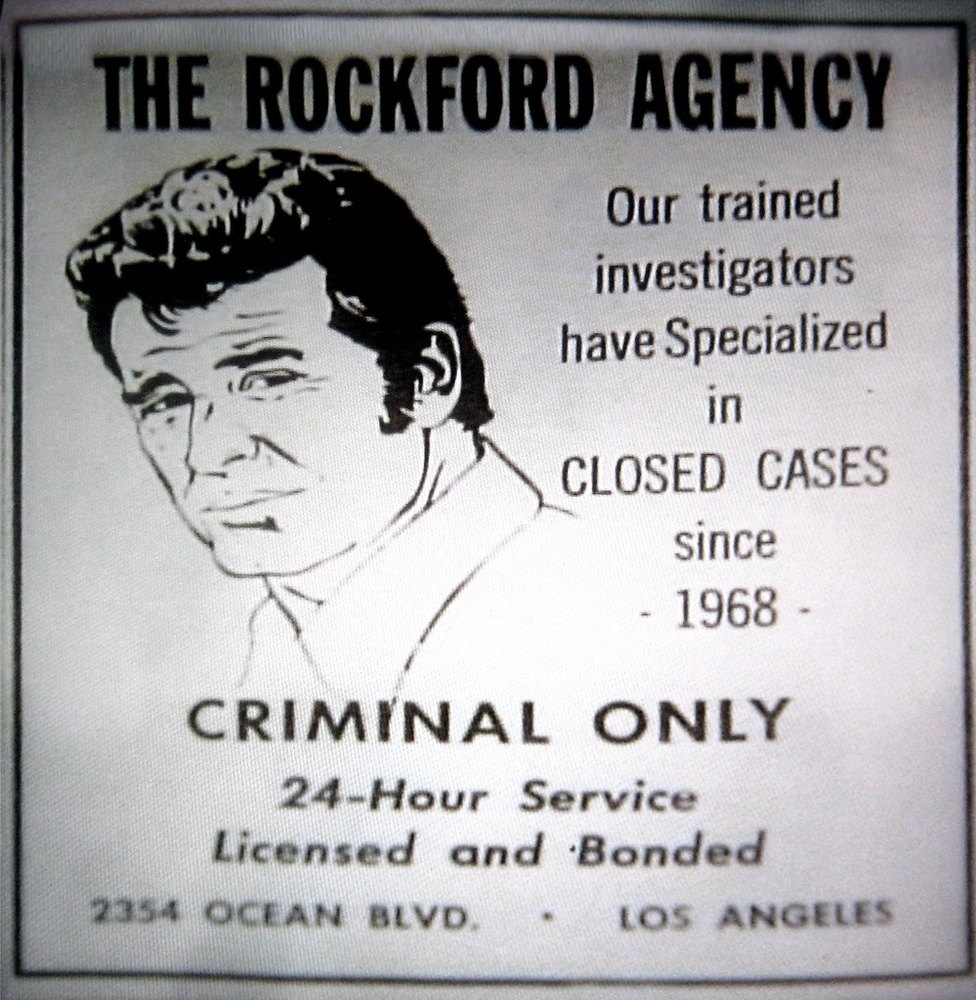 THE ROCKFORD AGENCY
Our trained
investigators
have Specialized
in
CLOSED CASES
since
- 1968 -
CRIMINAL ONLY
24-Hour Service
Licensed and Bonded
2354 OCEAN BLVD. • LOS ANGELES